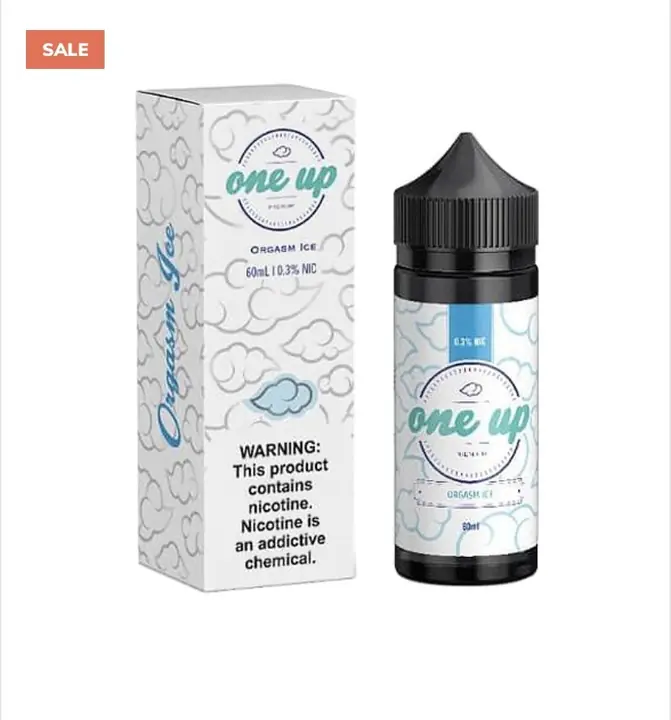 SALE
one up
Orgasm Ice
60mL | 0.3% NIC
Orgasm Ice
WARNING:
This product
contains
nicotine.
Nicotine is
an addictive
chemical.
0.3% NIC
one up
ORGASM ICE
60ml